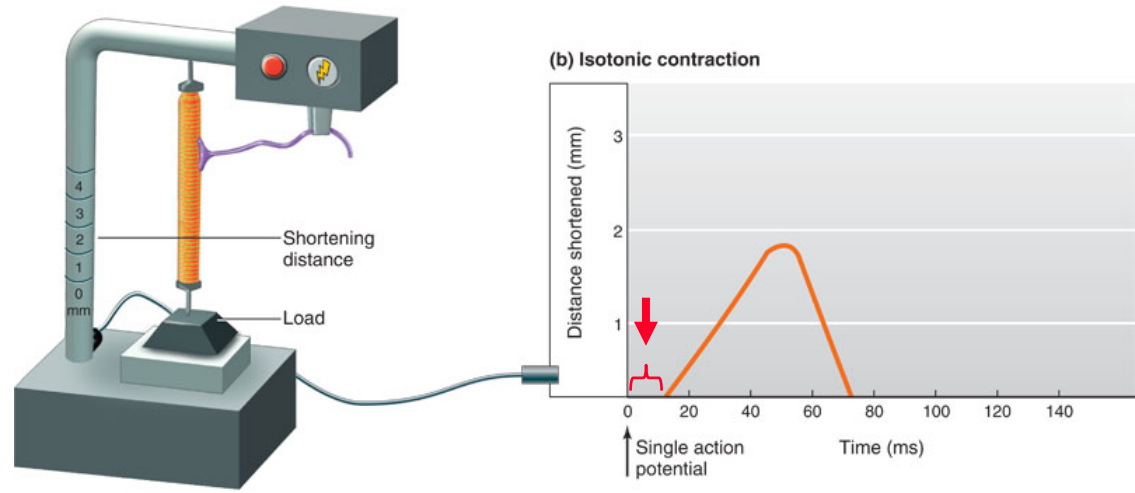 4
3
2
1
0
mm
Shortening
distance
Load
(b) Isotonic contraction
Distance shortened (mm)
3
2
1
0 20 40 60 80 100 120 140
Single action
potential
Time (ms)